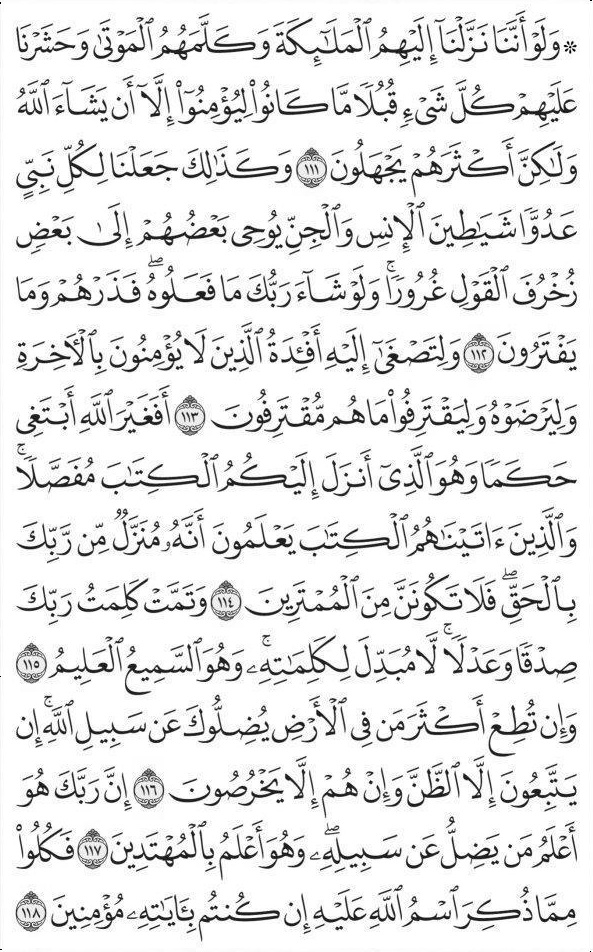 ۞ وَلَوْ أَنَّنَا نَزَّلْنَآ إِلَيْهِمُ ٱلْمَلَـٰٓئِكَةَ وَكَلَّمَهُمُ ٱلْمَوْتَىٰ وَحَشَرْنَا
عَلَيْهِمْ كُلَّ شَىْءٍ قُبُلًا مَّا كَانُوا۟ لِيُؤْمِنُوٓا۟ إِلَّآ أَن يَشَآءَ ٱللَّهُ
وَلَـٰكِنَّ أَكْثَرَهُمْ يَجْهَلُونَ ١١١ وَكَذَٰلِكَ جَعَلْنَا لِكُلِّ نَبِىٍّ
عَدُوًّا شَيَـٰطِينَ ٱلْإِنسِ وَٱلْجِنِّ يُوحِى بَعْضُهُمْ إِلَىٰ بَعْضٍ
زُخْرُفَ ٱلْقَوْلِ غُرُورًا ۚ وَلَوْ شَآءَ رَبُّكَ مَا فَعَلُوهُ ۖ فَذَرْهُمْ وَمَا
يَفْتَرُونَ ١١٢ وَلِتَصْغَىٰٓ إِلَيْهِ أَفْـِٔدَةُ ٱلَّذِينَ لَا يُؤْمِنُونَ بِٱلْـَٔاخِرَةِ
وَلِيَرْضَوْهُ وَلِيَقْتَرِفُوا۟ مَا هُم مُّقْتَرِفُونَ ١١٣ أَفَغَيْرَ ٱللَّهِ أَبْتَغِى
حَكَمًا وَهُوَ ٱلَّذِىٓ أَنزَلَ إِلَيْكُمُ ٱلْكِتَـٰبَ مُفَصَّلًا ۚ
وَٱلَّذِينَ ءَاتَيْنَـٰهُمُ ٱلْكِتَـٰبَ يَعْلَمُونَ أَنَّهُۥ مُنَزَّلٌ مِّن رَّبِّكَ
بِٱلْحَقِّ ۖ فَلَا تَكُونَنَّ مِنَ ٱلْمُمْتَرِينَ ١١٤ وَتَمَّتْ كَلِمَتُ رَبِّكَ
صِدْقًا وَعَدْلًا ۚ لَّا مُبَدِّلَ لِكَلِمَـٰتِهِۦ ۚ وَهُوَ ٱلسَّمِيعُ ٱلْعَلِيمُ ١١٥
وَإِن تُطِعْ أَكْثَرَ مَن فِى ٱلْأَرْضِ يُضِلُّوكَ عَن سَبِيلِ ٱللَّهِ ۚ إِن
يَتَّبِعُونَ إِلَّا ٱلظَّنَّ وَإِنْ هُمْ إِلَّا يَخْرُصُونَ ١١٦ إِنَّ رَبَّكَ هُوَ
أَعْلَمُ مَن يَضِلُّ عَن سَبِيلِهِۦ ۖ وَهُوَ أَعْلَمُ بِٱلْمُهْتَدِينَ ١١٧ فَكُلُوا۟
مِمَّا ذُكِرَ ٱسْمُ ٱللَّهِ عَلَيْهِ إِن كُنتُم بِـَٔايَـٰتِهِۦ مُؤْمِنِينَ ١١٨